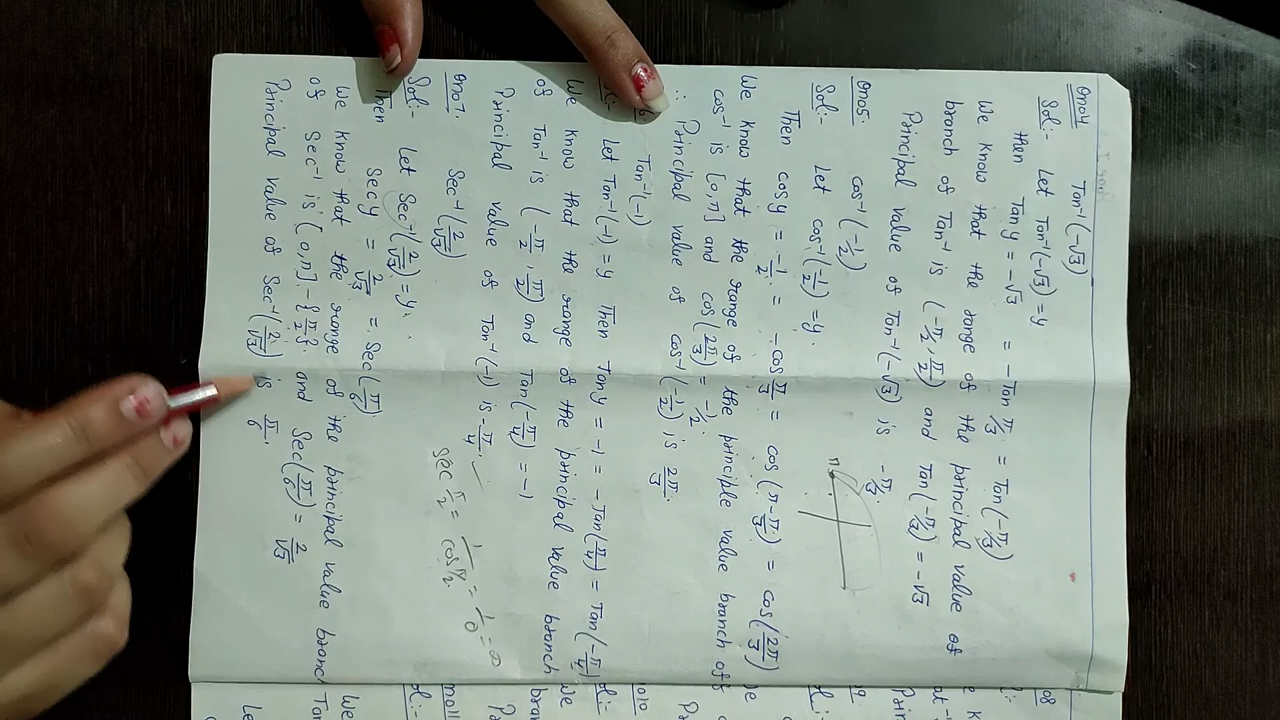 Qno4 Tan⁻¹(-√3)
Sol:- Let Tan⁻¹(-√3) = y
then Tan y = -√3 = -Tan π/3 = Tan(-π/3)
We know that the range of the principal value of
branch of Tan⁻¹ is (-π/2, π/2) and Tan(-π/3) = -√3
Principal value of Tan⁻¹(-√3) is -π/3.
Qno5. cos⁻¹(-1/2)
Sol:- Let cos⁻¹(-1/2) = y.
π
Then cos y = -1/2 = -cos π/3 = cos(π-π/3) = cos(2π/3)
We know that the range of the principle value branch of
cos⁻¹ is [0,π] and cos(2π/3) = -1/2.
∴ Principal value of cos⁻¹(-1/2) is 2π/3.
6 Tan⁻¹(-1)
Let Tan⁻¹(-1) = y Then Tan y = -1 = -Tan(π/4) = Tan(-π/4)
We know that the range of the principal value branch
of Tan⁻¹ is (-π/2, π/2) and Tan(-π/4) = -1
Principal value of Tan⁻¹(-1) is -π/4. ✓
Qno7. Sec⁻¹(2/√3)
sec π/2 = 1/cos π/2 = 1/0 = ∞
Sol:- Let Sec⁻¹(2/√3) = y.
Then Sec y = 2/√3 = Sec(π/6)
We know that the range of the principal value branch
of Sec⁻¹ is [0,π] - {π/2}. and Sec(π/6) = 2/√3
Principal value of Sec⁻¹(2/√3) is π/6.